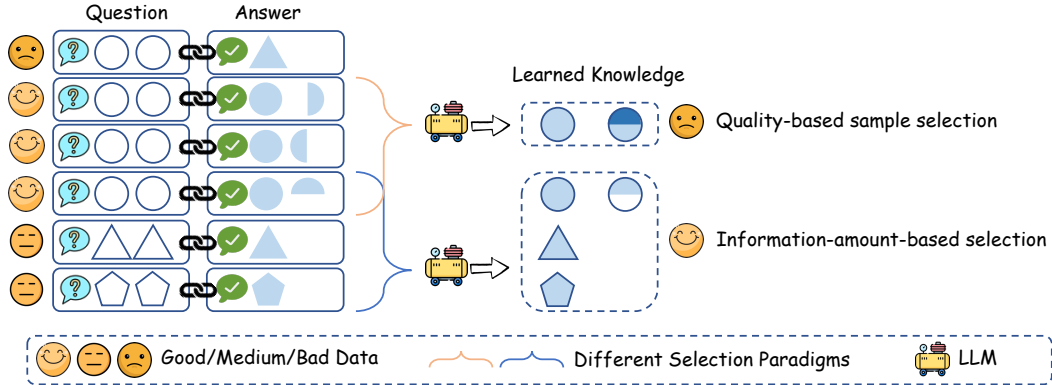 Question Answer
?
?
?
?
?
?
Learned Knowledge
Quality-based sample selection
Information-amount-based selection
Good/Medium/Bad Data
Different Selection Paradigms
LLM